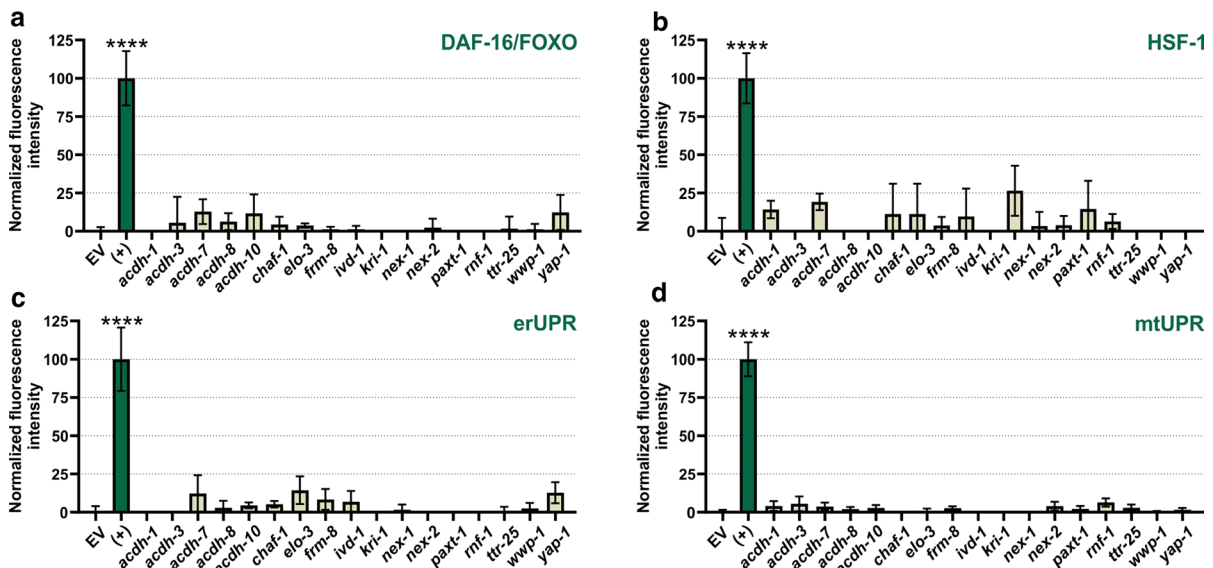 a
DAF-16/FOXO
Normalized fluorescence
intensity
125
100
75
50
25
0
****
EV
(+)
acdh-1
acdh-3
acdh-7
acdh-8
acdh-10
chaf-1
elo-3
frm-8
ivd-1
kri-1
nex-1
nex-2
paxt-1
rnf-1
ttr-25
wwp-1
yap-1
b
HSF-1
Normalized fluorescence
intensity
125
100
75
50
25
0
****
EV
(+)
acdh-1
acdh-3
acdh-7
acdh-8
acdh-10
chaf-1
elo-3
frm-8
ivd-1
kri-1
nex-1
nex-2
paxt-1
rnf-1
ttr-25
wwp-1
yap-1
c
erUPR
Normalized fluorescence
intensity
125
100
75
50
25
0
****
EV
(+)
acdh-1
acdh-3
acdh-7
acdh-8
acdh-10
chaf-1
elo-3
frm-8
ivd-1
kri-1
nex-1
nex-2
paxt-1
rnf-1
ttr-25
wwp-1
yap-1
d
mtUPR
Normalized fluorescence
intensity
125
100
75
50
25
0
****
EV
(+)
acdh-1
acdh-3
acdh-7
acdh-8
acdh-10
chaf-1
elo-3
frm-8
ivd-1
kri-1
nex-1
nex-2
paxt-1
rnf-1
ttr-25
wwp-1
yap-1